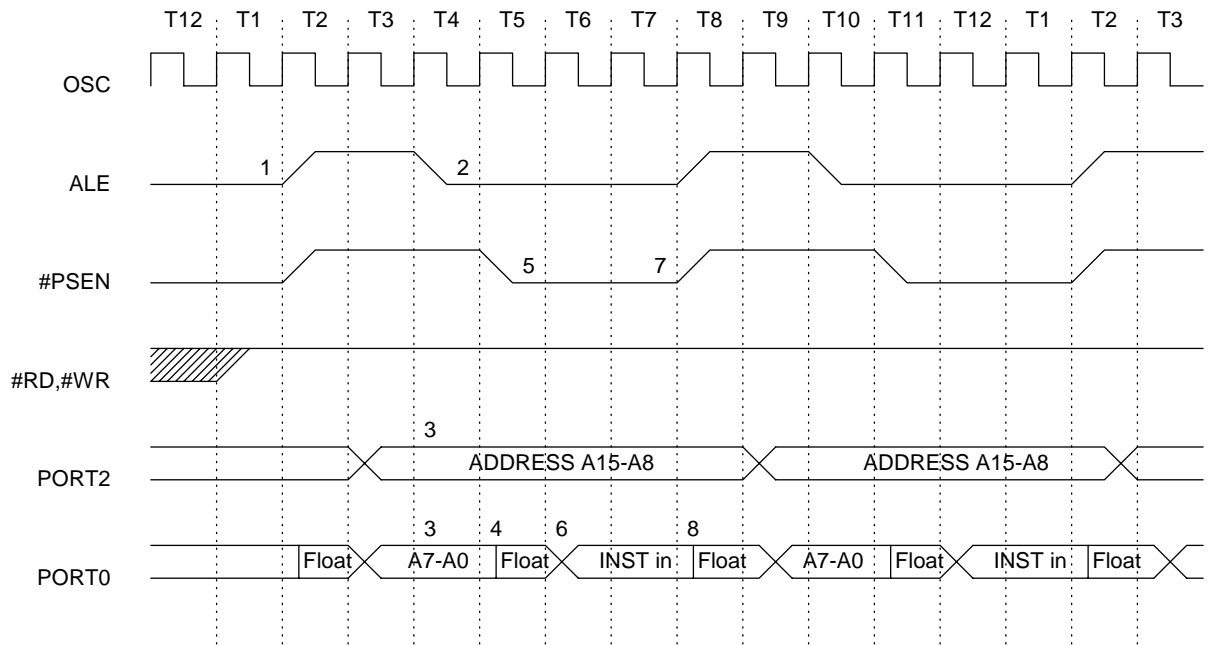 T12 T1 T2 T3 T4 T5 T6 T7 T8 T9 T10 T11 T12 T1 T2 T3
OSC
1 2
ALE
5 7
#PSEN
#RD,#WR
3
ADDRESS A15-A8 ADDRESS A15-A8
PORT2
3 4 6 8
Float A7-A0 Float INST in Float A7-A0 Float INST in Float
PORT0